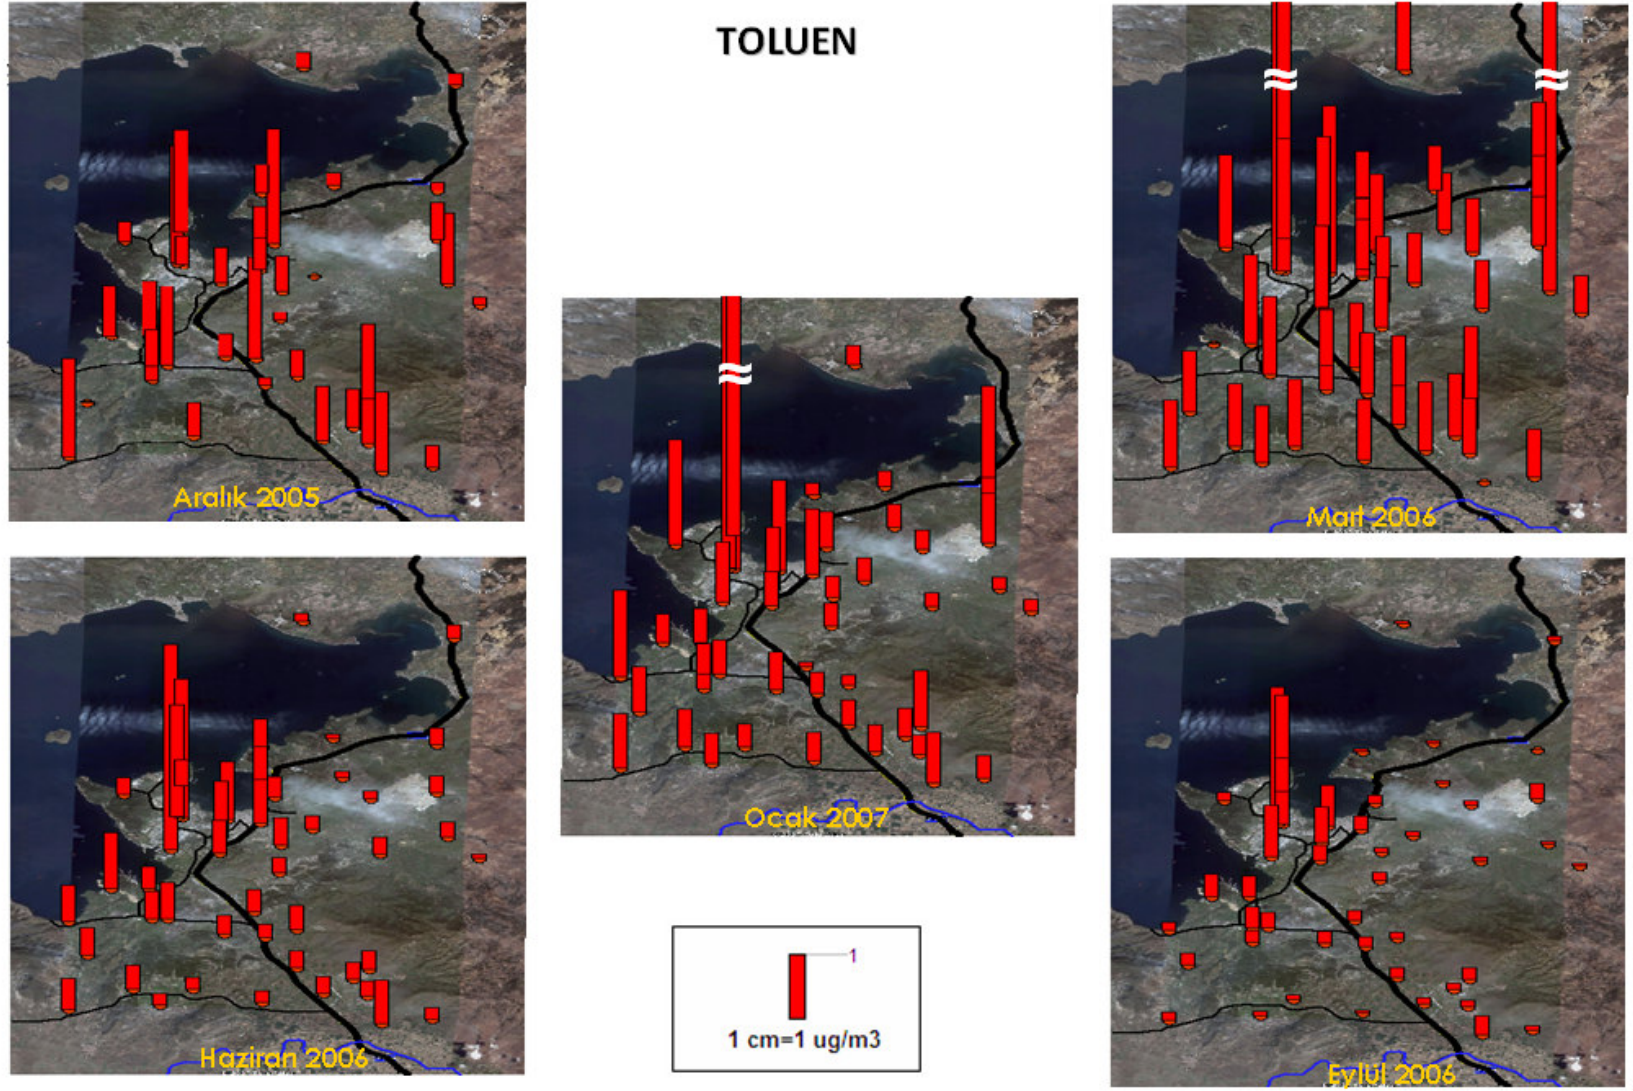 TOLUEN
Aralık 2005
Mart 2006
Ocak 2007
Haziran 2006
Eylül 2006
1
1 cm=1 ug/m3